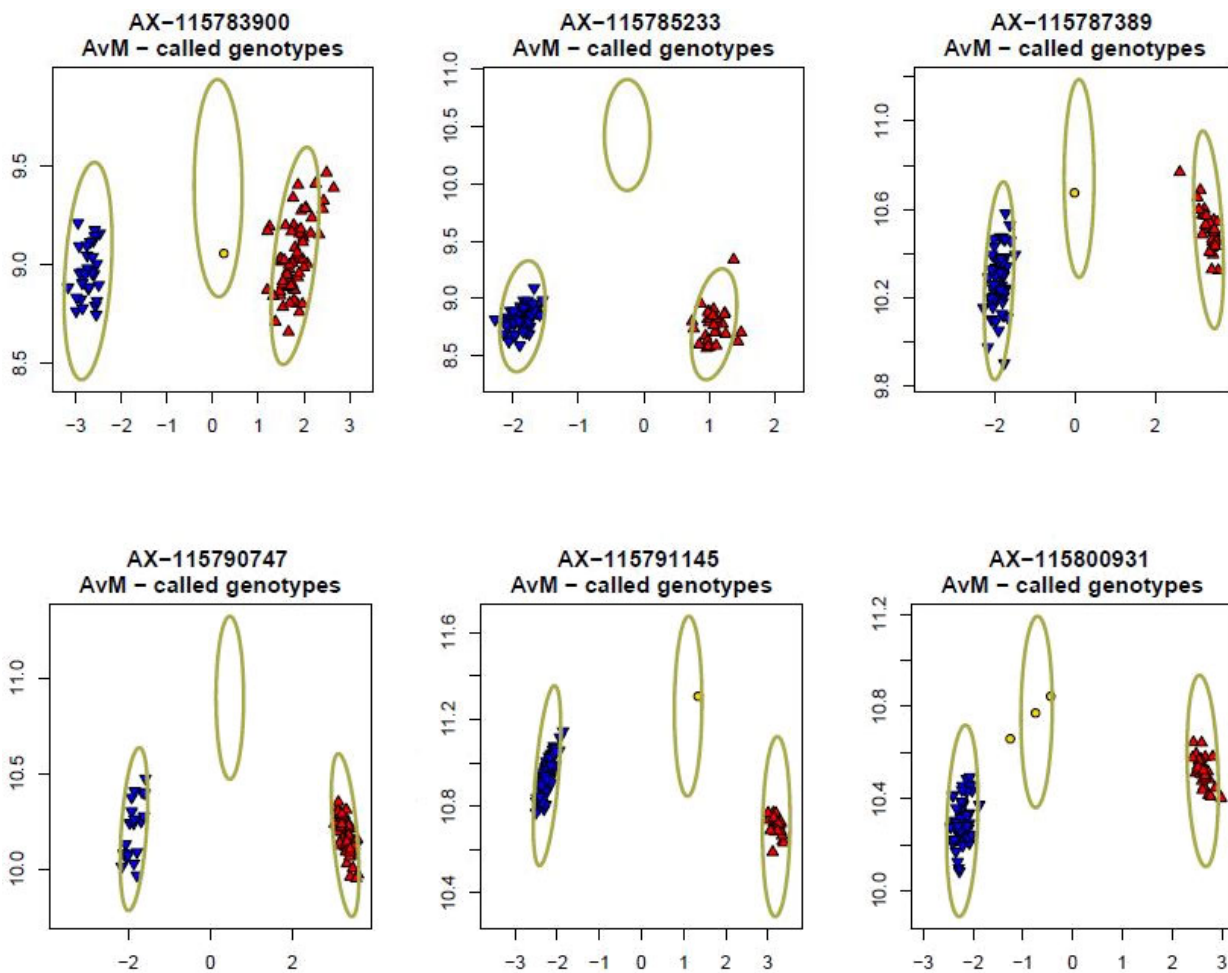 AX−115783900
AvM − called genotypes
9.5
9.0
8.5
−3 −2 −1 0 1 2 3
AX−115785233
AvM − called genotypes
11.0
10.5
10.0
9.5
9.0
8.5
−2 −1 0 1 2
AX−115787389
AvM − called genotypes
11.0
10.6
10.2
9.8
−2 0 2
AX−115790747
AvM − called genotypes
11.0
10.5
10.0
−2 0 2
AX−115791145
AvM − called genotypes
11.6
11.2
10.8
10.4
−3 −2 −1 0 1 2 3
AX−115800931
AvM − called genotypes
11.2
10.8
10.4
10.0
−3 −2 −1 0 1 2 3